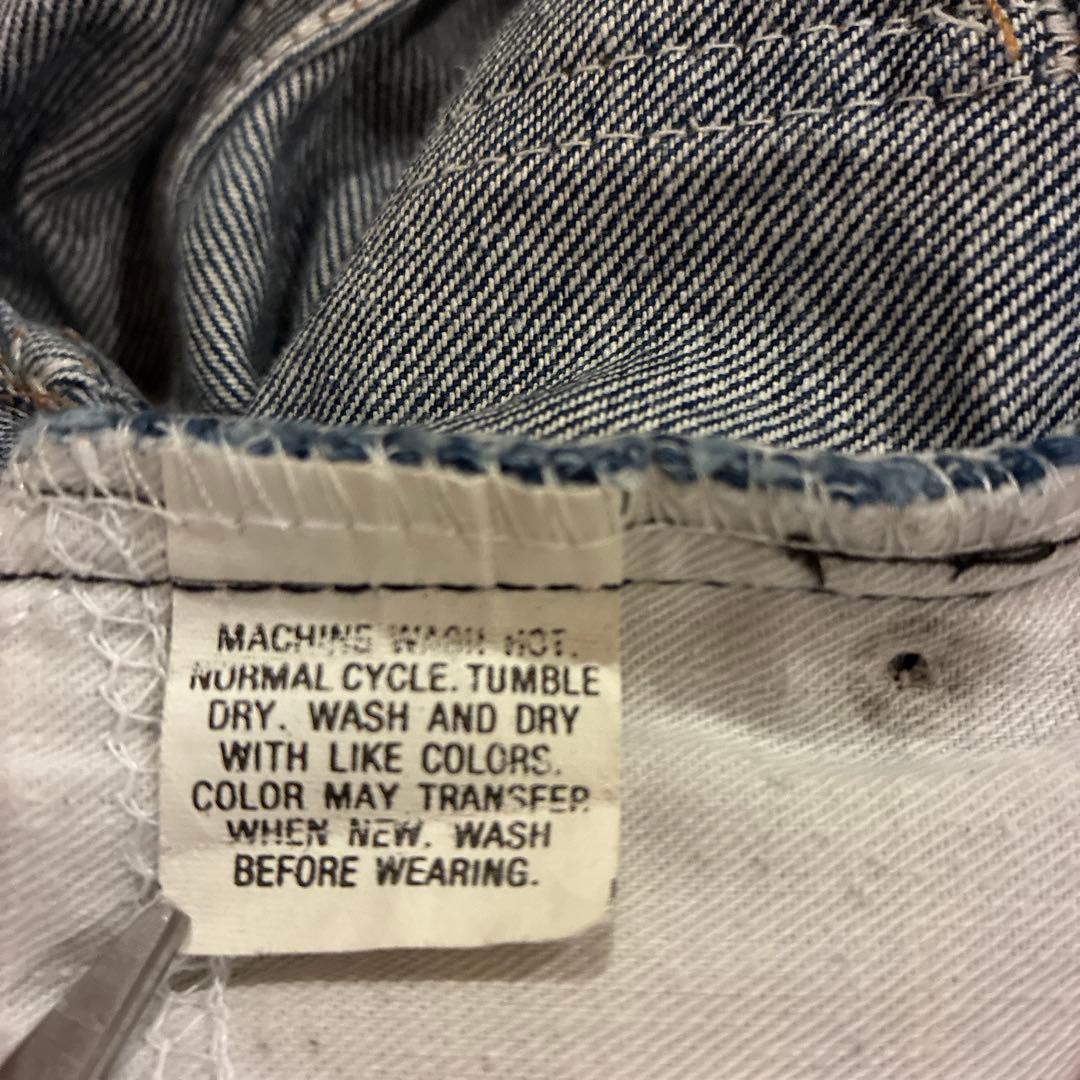 MACHINE WASH HOT.
NORMAL CYCLE. TUMBLE
DRY. WASH AND DRY
WITH LIKE COLORS.
COLOR MAY TRANSFER
WHEN NEW. WASH
BEFORE WEARING.